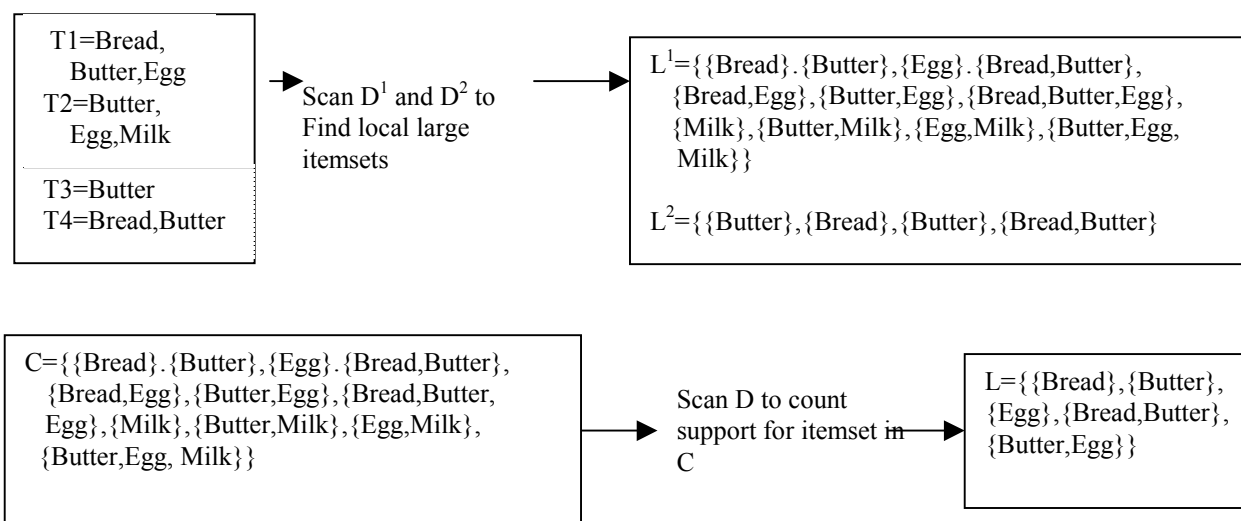 T1=Bread,
Butter,Egg
T2=Butter,
Egg,Milk
T3=Butter
T4=Bread,Butter
Scan D¹ and D² to
Find local large
itemsets
L¹={{Bread}.{Butter},{Egg}.{Bread,Butter},
{Bread,Egg},{Butter,Egg},{Bread,Butter,Egg},
{Milk},{Butter,Milk},{Egg,Milk},{Butter,Egg,
Milk}}
L²={{Butter},{Bread},{Butter},{Bread,Butter}
C={{Bread}.{Butter},{Egg}.{Bread,Butter},
{Bread,Egg},{Butter,Egg},{Bread,Butter,
Egg},{Milk},{Butter,Milk},{Egg,Milk},
{Butter,Egg, Milk}}
Scan D to count
support for itemset in
C
L={{Bread},{Butter},
{Egg},{Bread,Butter},
{Butter,Egg}}